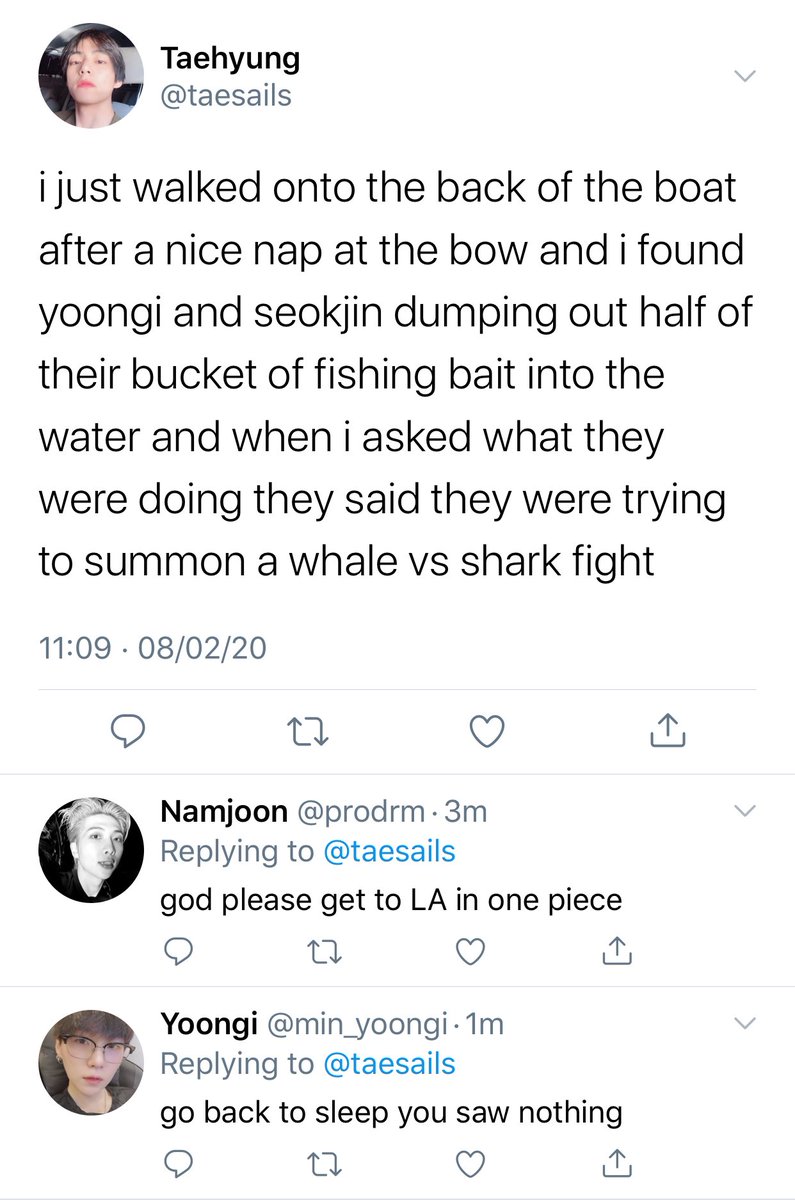 Taehyung
@taesails
i just walked onto the back of the boat
after a nice nap at the bow and i found
yoongi and seokjin dumping out half of
their bucket of fishing bait into the
water and when i asked what they
were doing they said they were trying
to summon a whale vs shark fight
11:09 · 08/02/20
Namjoon @prodrm · 3m
Replying to @taesails
god please get to LA in one piece
Yoongi @min_yoongi · 1m
Replying to @taesails
go back to sleep you saw nothing